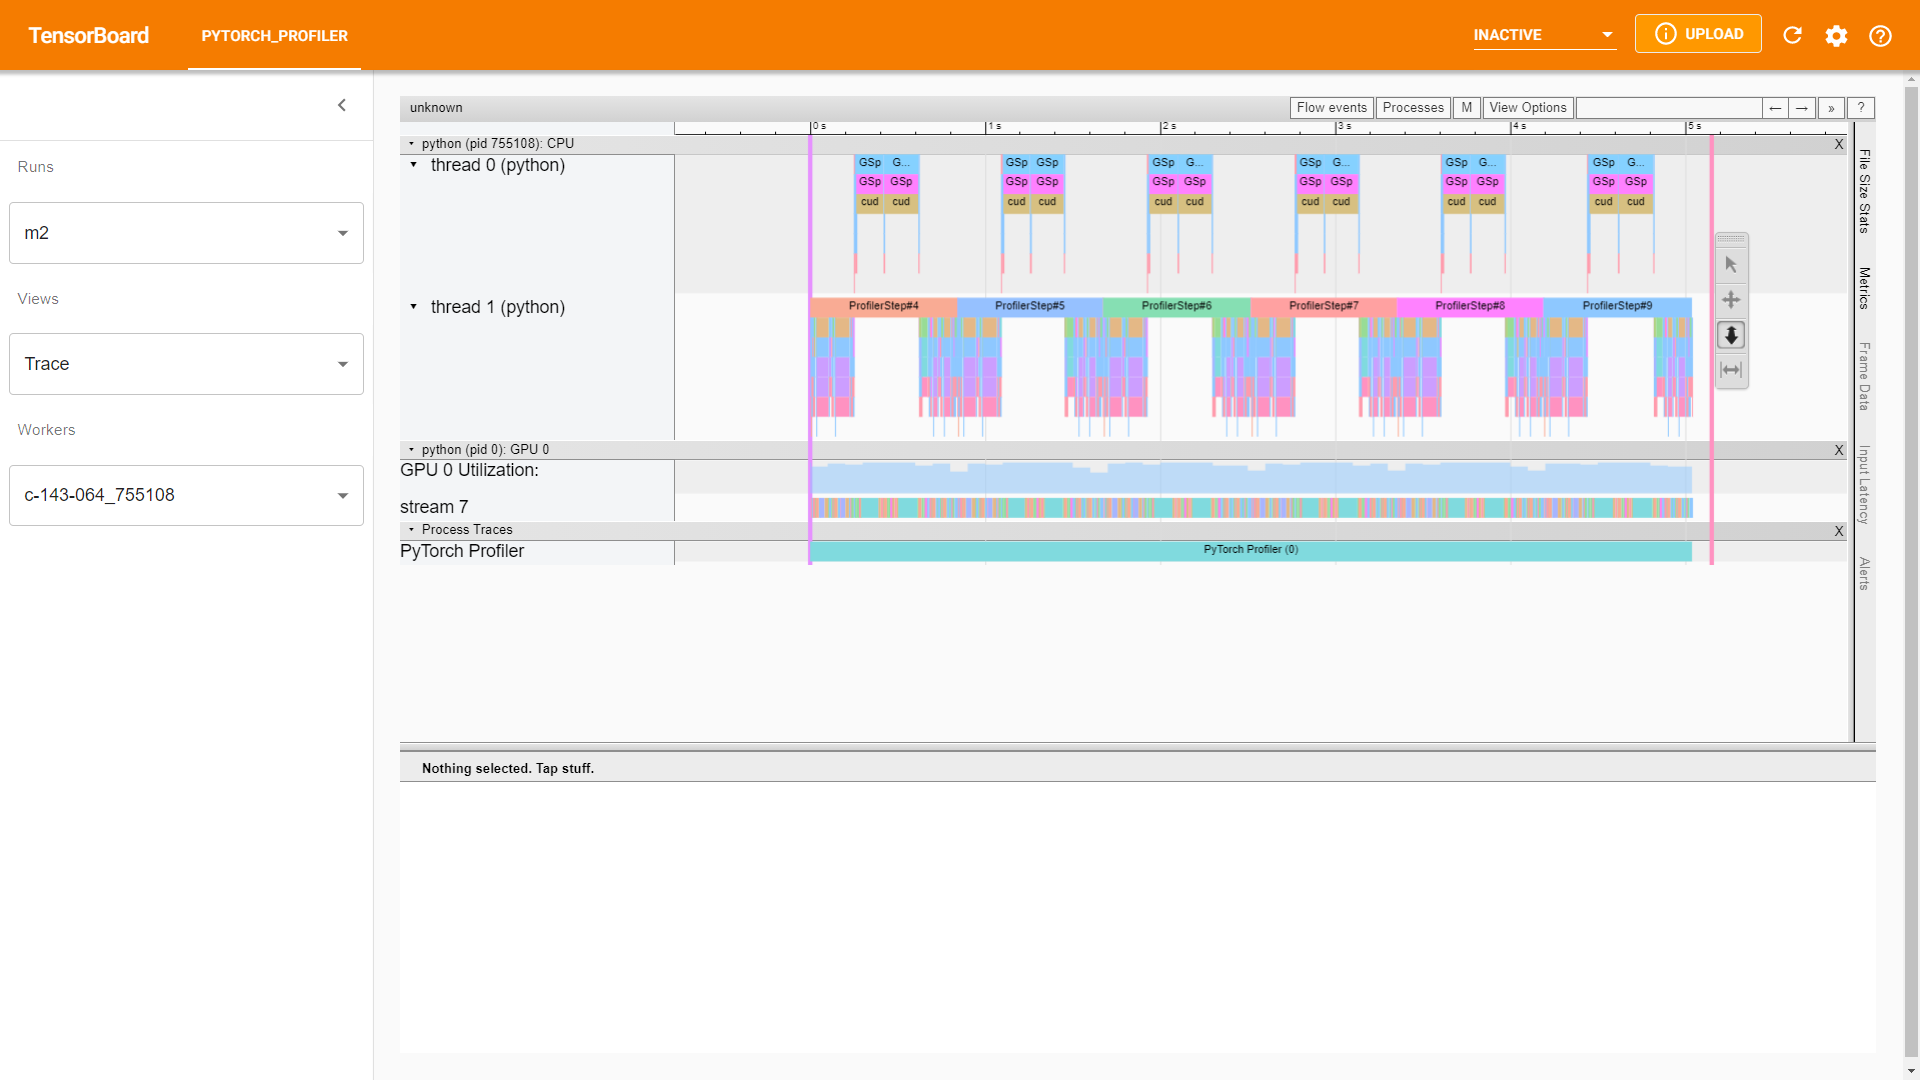 TensorBoard
PYTORCH_PROFILER
INACTIVE
UPLOAD
Runs
m2
Views
Trace
Workers
c-143-064_755108
unknown
Flow events
Processes
M
View Options
←
→
»
?
0 s
1 s
2 s
3 s
4 s
5 s
python (pid 755108): CPU
X
thread 0 (python)
GSp G... GSp GSp GSp G... GSp G... GSp G... GSp G...
GSp GSp GSp GSp GSp GSp GSp GSp GSp GSp GSp GSp
cud cud cud cud cud cud cud cud cud cud cud cud
thread 1 (python)
ProfilerStep#4 ProfilerStep#5 ProfilerStep#6 ProfilerStep#7 ProfilerStep#8 ProfilerStep#9
python (pid 0): GPU 0
X
GPU 0 Utilization:
stream 7
Process Traces
X
PyTorch Profiler
PyTorch Profiler (0)
File Size Stats
Metrics
Frame Data
Input Latency
Alerts
Nothing selected. Tap stuff.